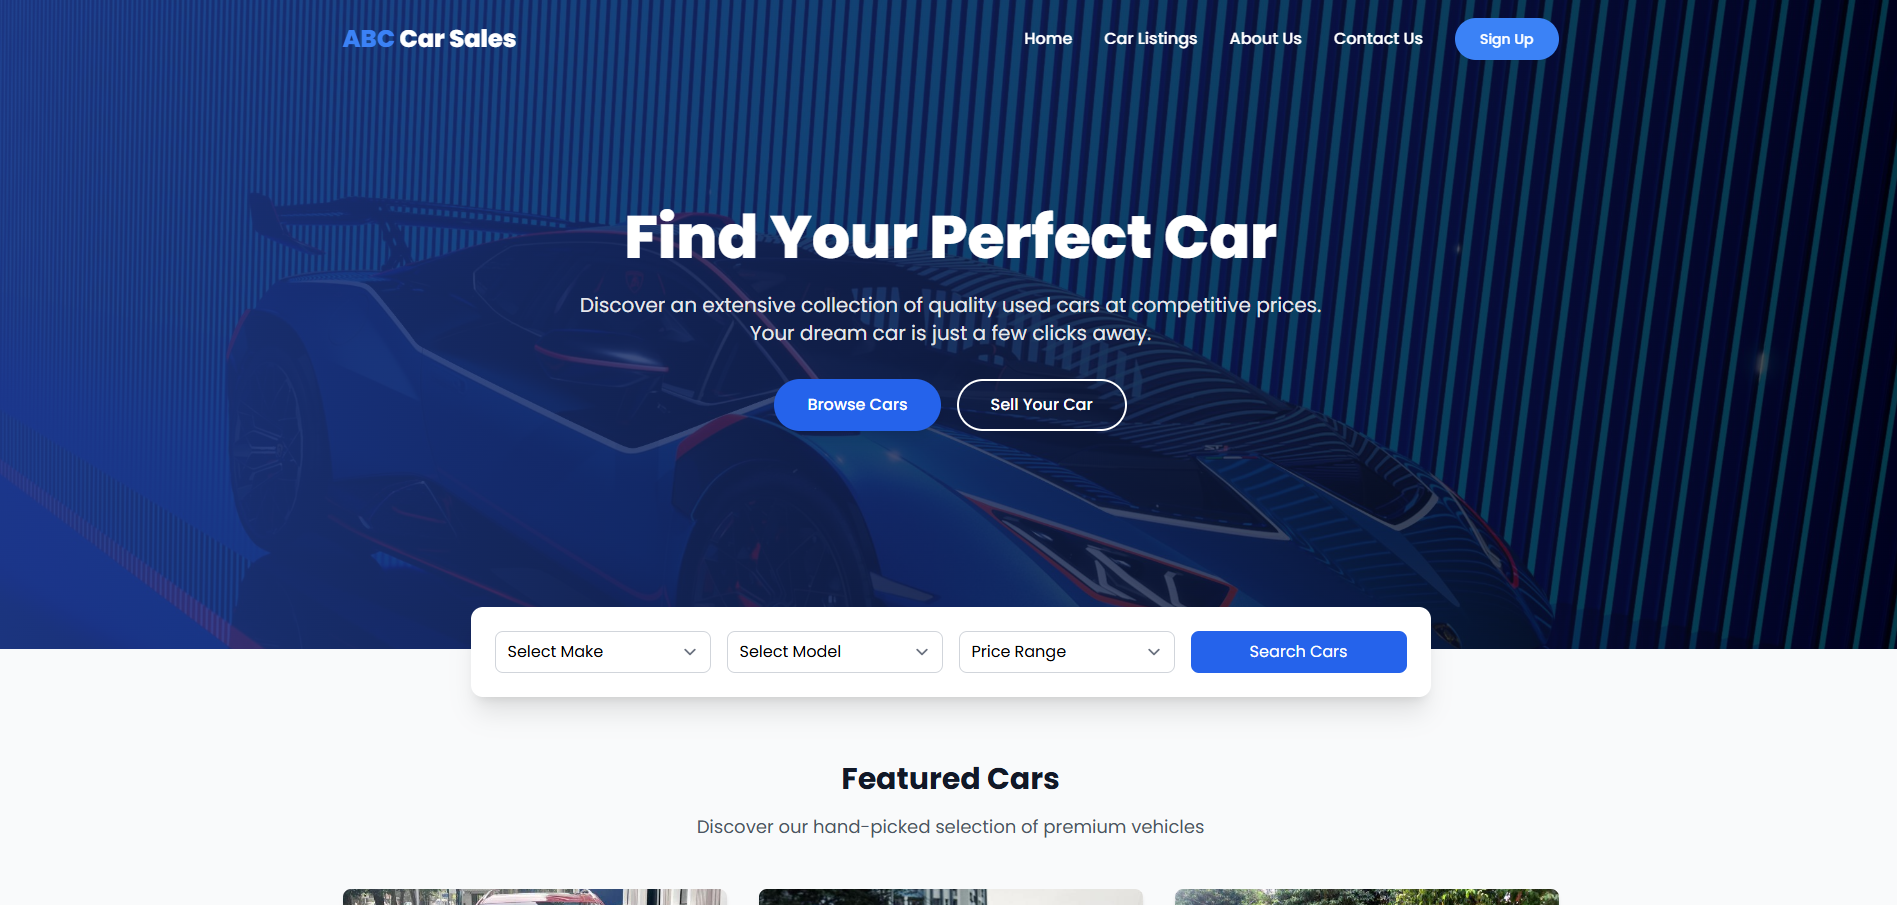 ABC Car Sales
Home
Car Listings
About Us
Contact Us
Sign Up
Find Your Perfect Car
Discover an extensive collection of quality used cars at competitive prices.
Your dream car is just a few clicks away.
Browse Cars
Sell Your Car
Select Make
Select Model
Price Range
Search Cars
Featured Cars
Discover our hand-picked selection of premium vehicles